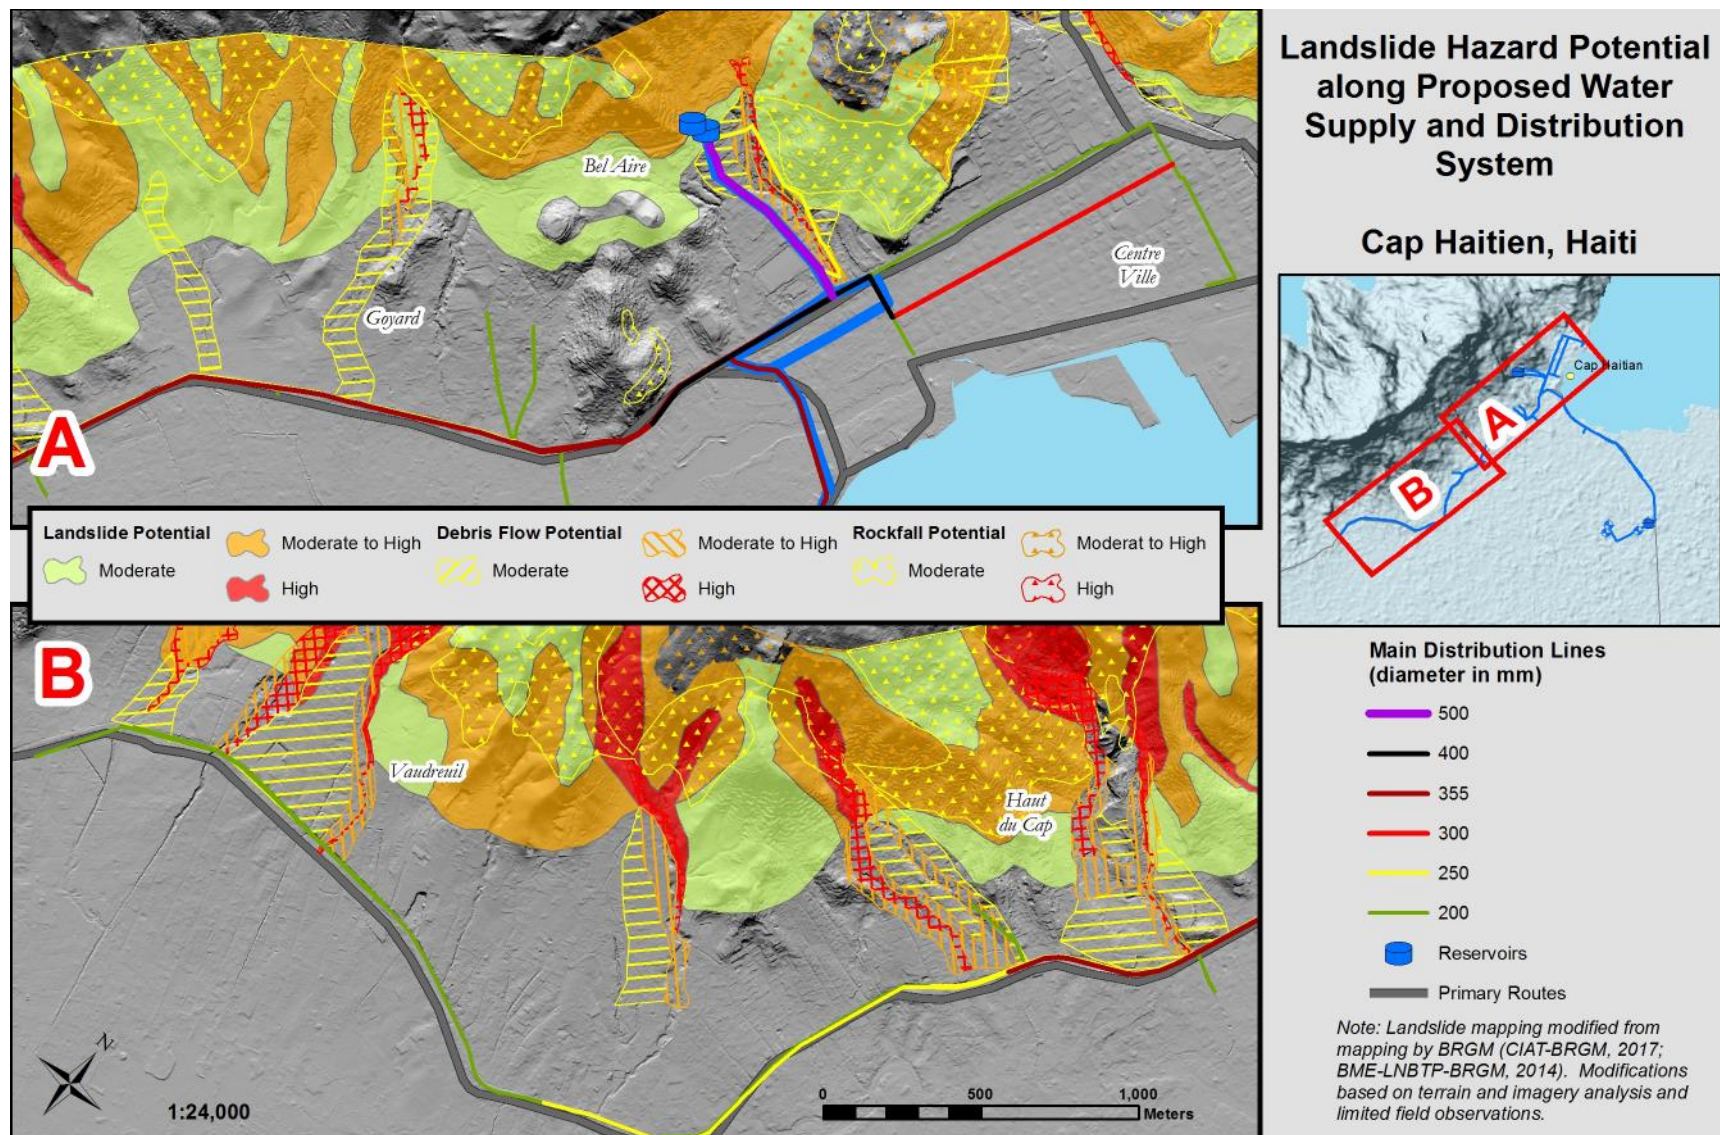 Landslide Hazard Potential
along Proposed Water
Supply and Distribution
System
Cap Haitien, Haiti
Bel Aire
Goyard
Centre
Ville
A
Cap Haitian
A
B
Landslide Potential
Moderate
Moderate to High
High
Debris Flow Potential
Moderate
Moderate to High
High
Rockfall Potential
Moderate
Moderat to High
High
B
Vaudreuil
Haut
du Cap
N
1:24,000
0 500 1,000
Meters
Main Distribution Lines
(diameter in mm)
500
400
355
300
250
200
Reservoirs
Primary Routes
Note: Landslide mapping modified from
mapping by BRGM (CIAT-BRGM, 2017;
BME-LNBTP-BRGM, 2014). Modifications
based on terrain and imagery analysis and
limited field observations.